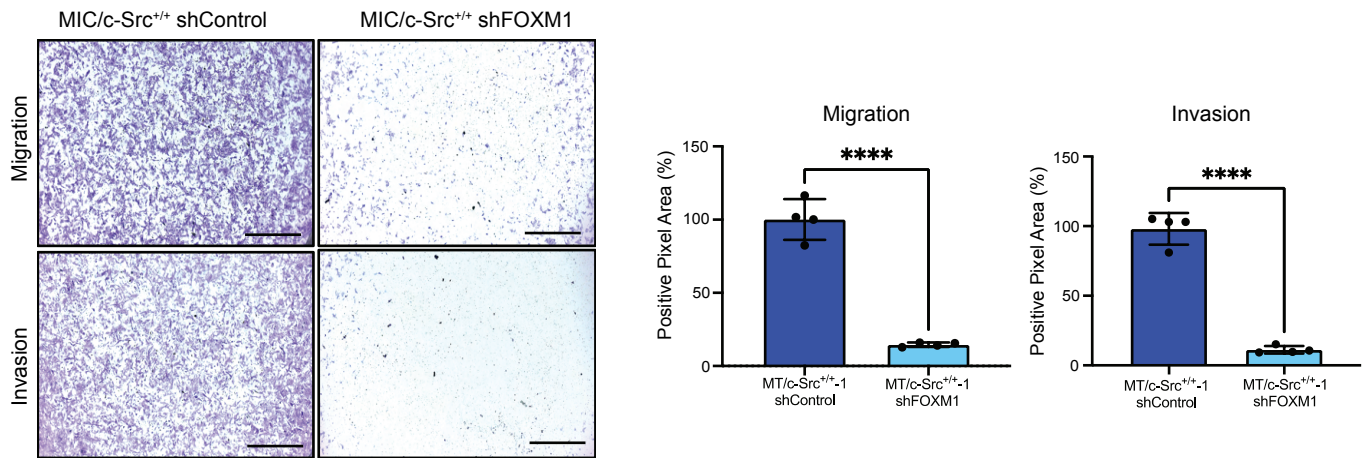 MIC/c-Src+/+ shControl
MIC/c-Src+/+ shFOXM1
Migration
Invasion
Migration
Positive Pixel Area (%)
150
100
50
0
****
MT/c-Src+/+-1
shControl
MT/c-Src+/+-1
shFOXM1
Invasion
Positive Pixel Area (%)
150
100
50
0
****
MT/c-Src+/+-1
shControl
MT/c-Src+/+-1
shFOXM1